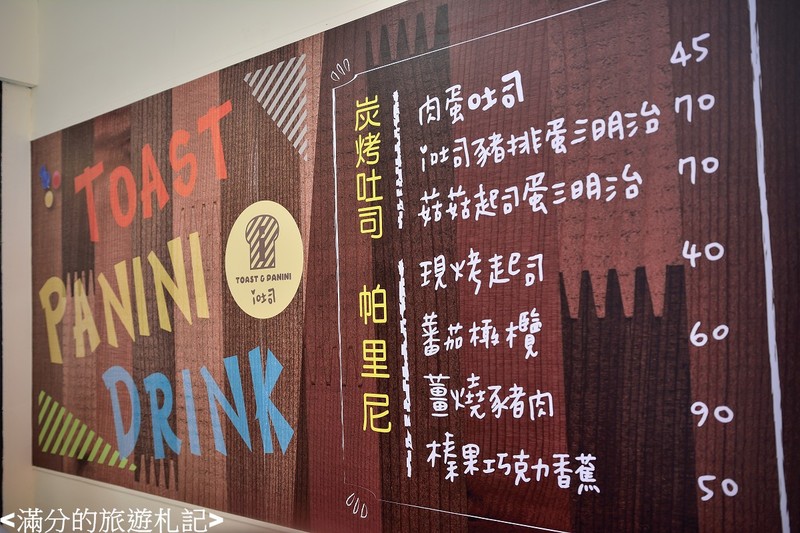 TOAST
PANINI
DRINK
TOAST & PANINI
i吐司
炭烤吐司
肉蛋吐司 45
i吐司豬排蛋三明治 70
菇菇起司蛋三明治 70
帕里尼
現烤起司 40
蕃茄橄欖 60
薑燒豬肉 90
榛果巧克力香蕉 50
<滿分的旅遊札記>